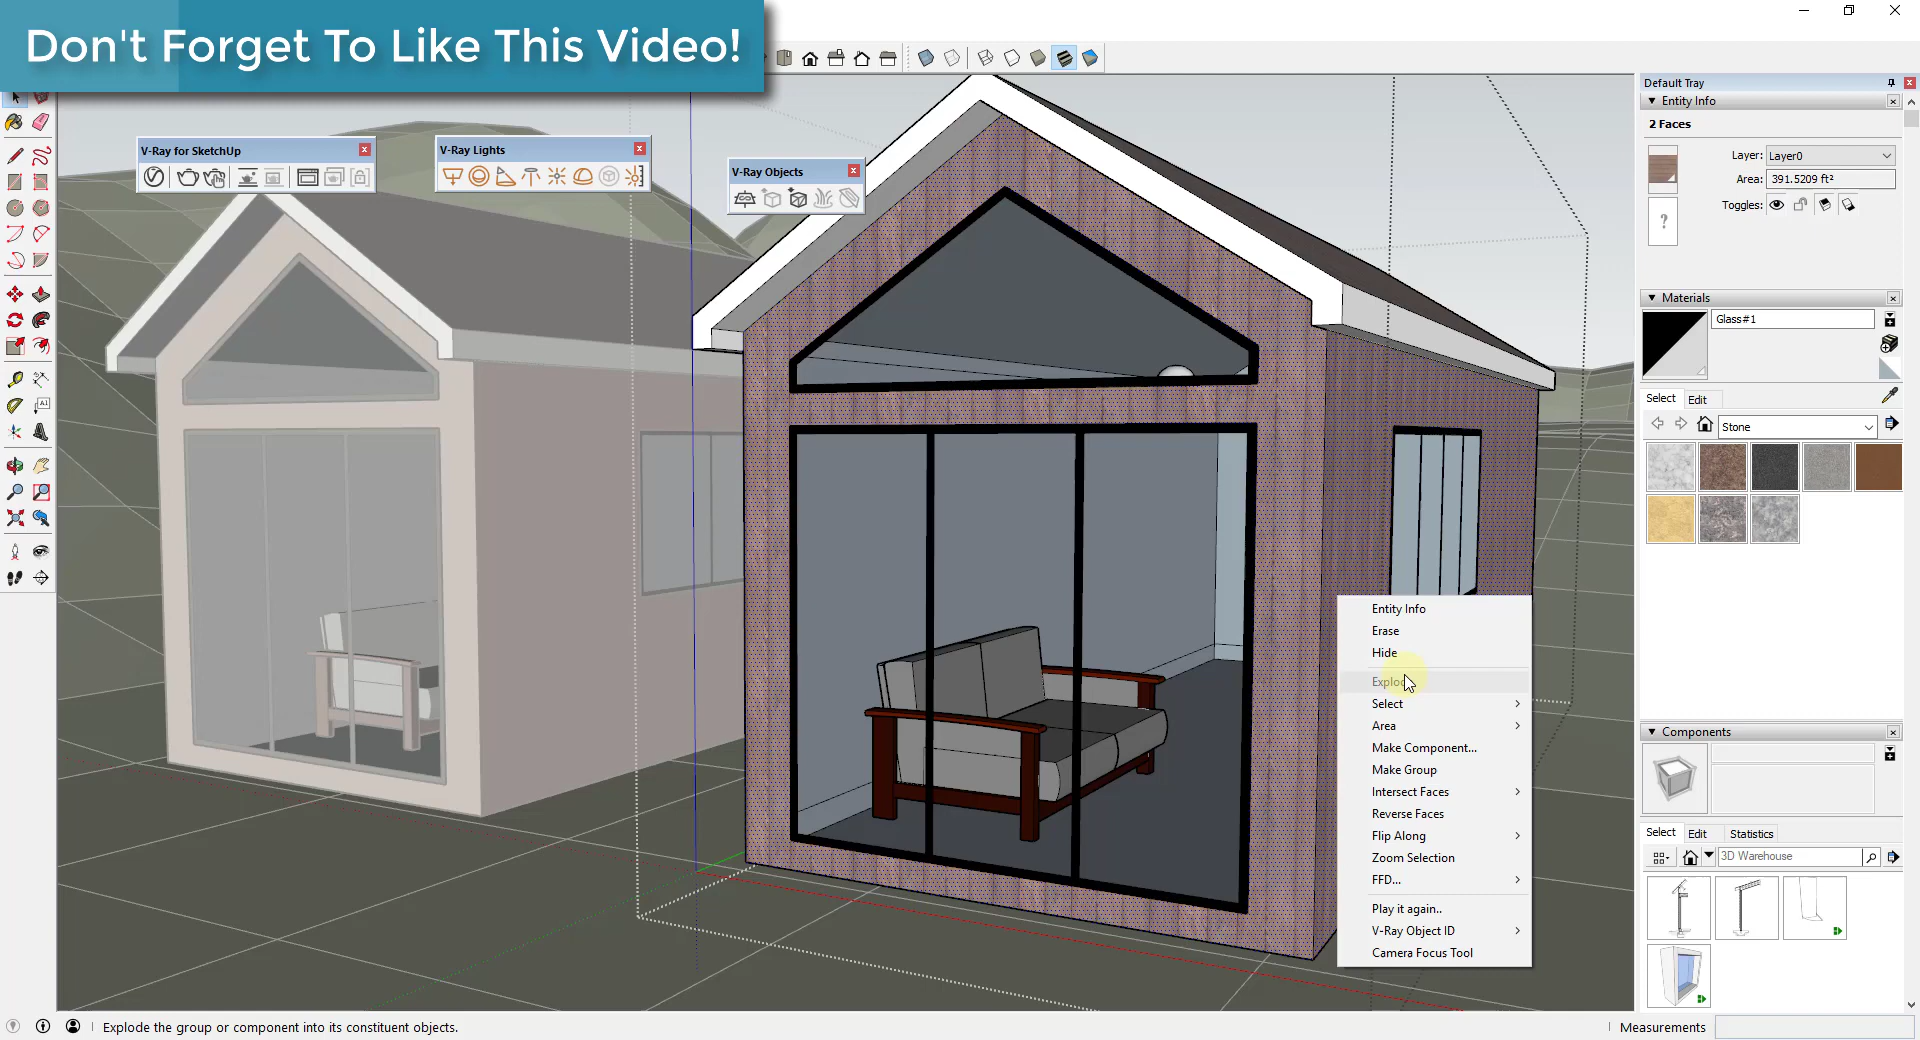 Don't Forget To Like This Video!
Default Tray
Entity Info
2 Faces
Layer: Layer0
Area: 391.5209 ft²
Toggles:
?
V-Ray for SketchUp
V-Ray Lights
V-Ray Objects
Materials
Glass#1
Select Edit
Stone
Entity Info
Erase
Hide
Explode
Select
Area
Make Component...
Make Group
Intersect Faces
Reverse Faces
Flip Along
Zoom Selection
FFD...
Play it again..
V-Ray Object ID
Camera Focus Tool
Components
Select Edit Statistics
3D Warehouse
Explode the group or component into its constituent objects.
Measurements